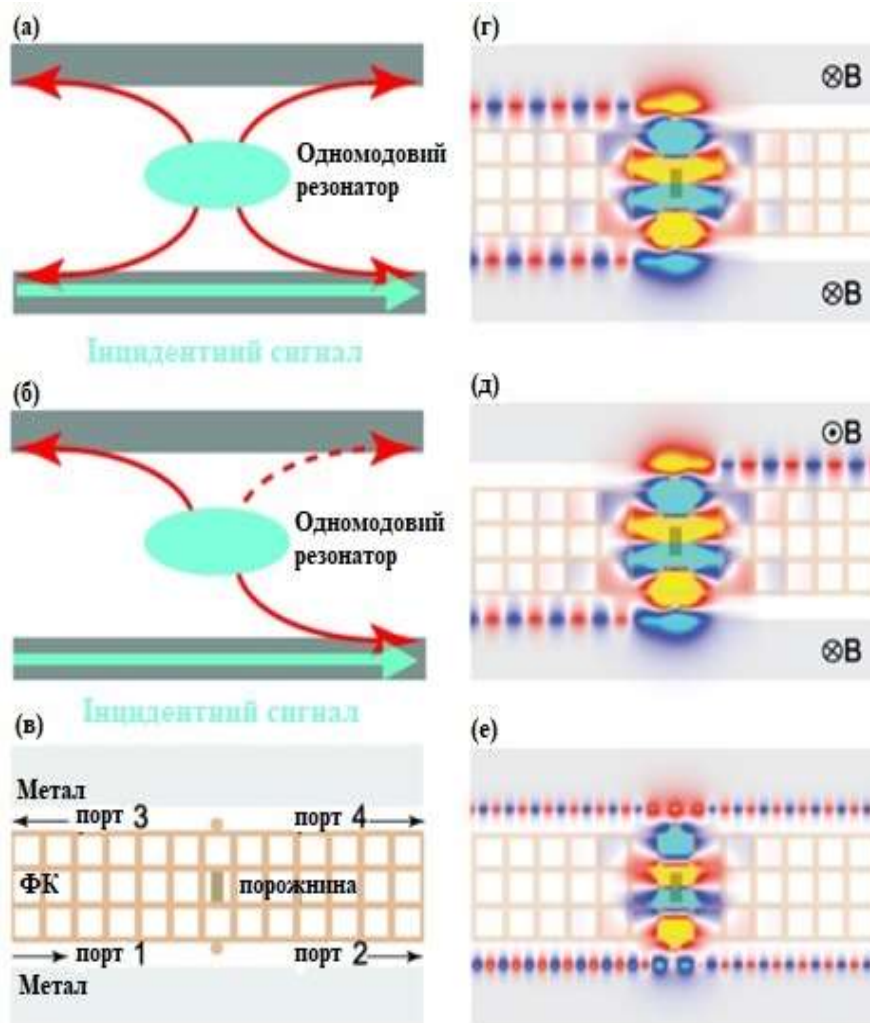 (а)
Одномодовий
резонатор
Інцидентний сигнал
(б)
Одномодовий
резонатор
Інцидентний сигнал
(в)
Метал
порт 3
порт 4
ФК
порожнина
порт 1
порт 2
Метал
(г)
⊗B
⊗B
(д)
⊙B
⊗B
(е)